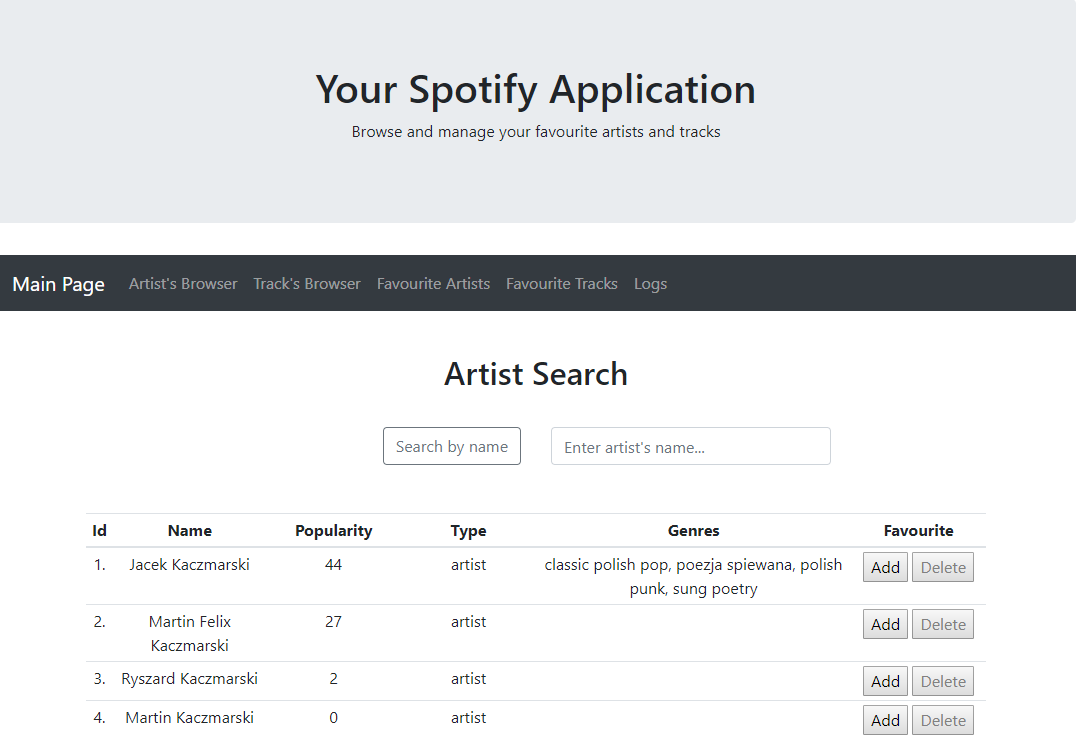 Your Spotify Application
Browse and manage your favourite artists and tracks
Main Page Artist's Browser Track's Browser Favourite Artists Favourite Tracks Logs
Artist Search
Search by name Enter artist's name...
Id Name Popularity Type Genres Favourite
1. Jacek Kaczmarski 44 artist classic polish pop, poezja spiewana, polish Add Delete
punk, sung poetry
2. Martin Felix 27 artist Add Delete
Kaczmarski
3. Ryszard Kaczmarski 2 artist Add Delete
4. Martin Kaczmarski 0 artist Add Delete